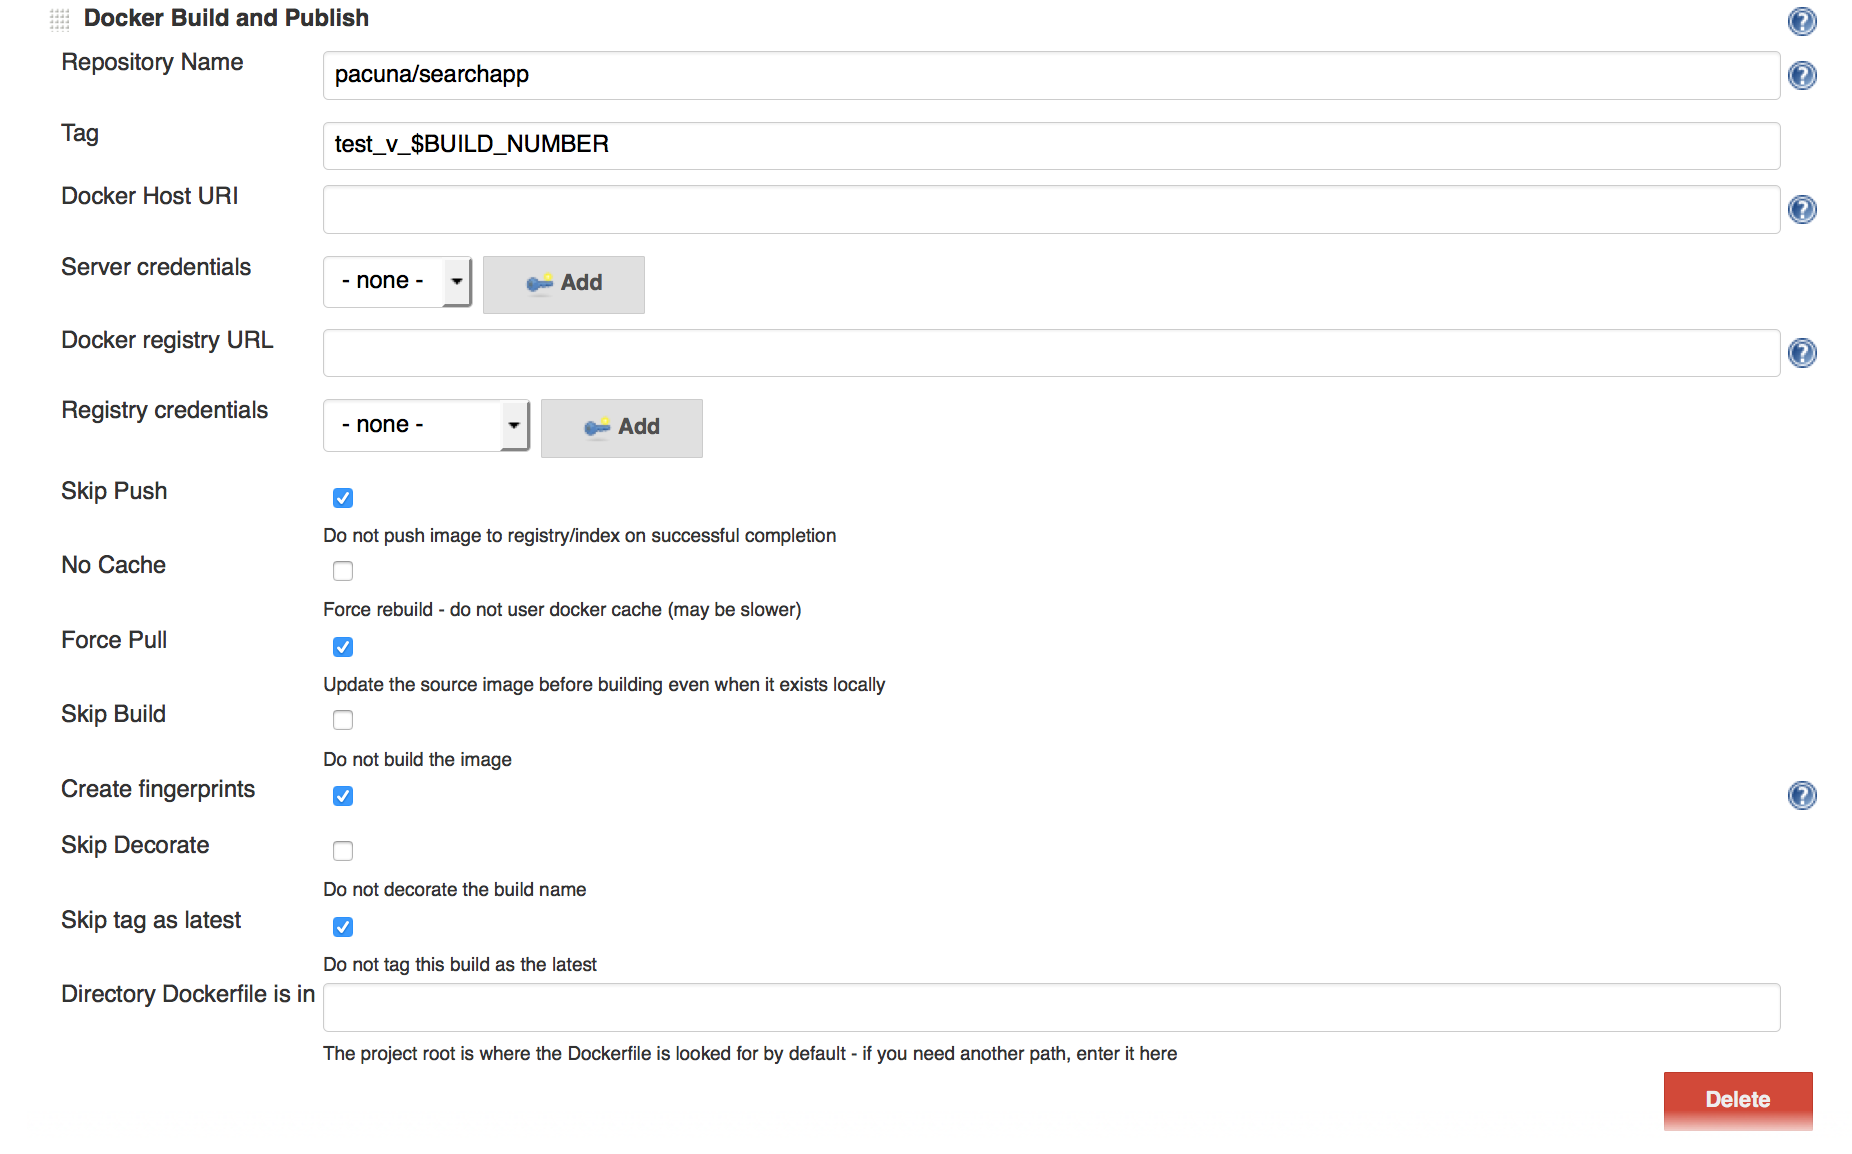 Docker Build and Publish
Repository Name
pacuna/searchapp
Tag
test_v_$BUILD_NUMBER
Docker Host URI
Server credentials
- none -
Add
Docker registry URL
Registry credentials
- none -
Add
Skip Push
Do not push image to registry/index on successful completion
No Cache
Force rebuild - do not user docker cache (may be slower)
Force Pull
Update the source image before building even when it exists locally
Skip Build
Do not build the image
Create fingerprints
Skip Decorate
Do not decorate the build name
Skip tag as latest
Do not tag this build as the latest
Directory Dockerfile is in
The project root is where the Dockerfile is looked for by default - if you need another path, enter it here
Delete